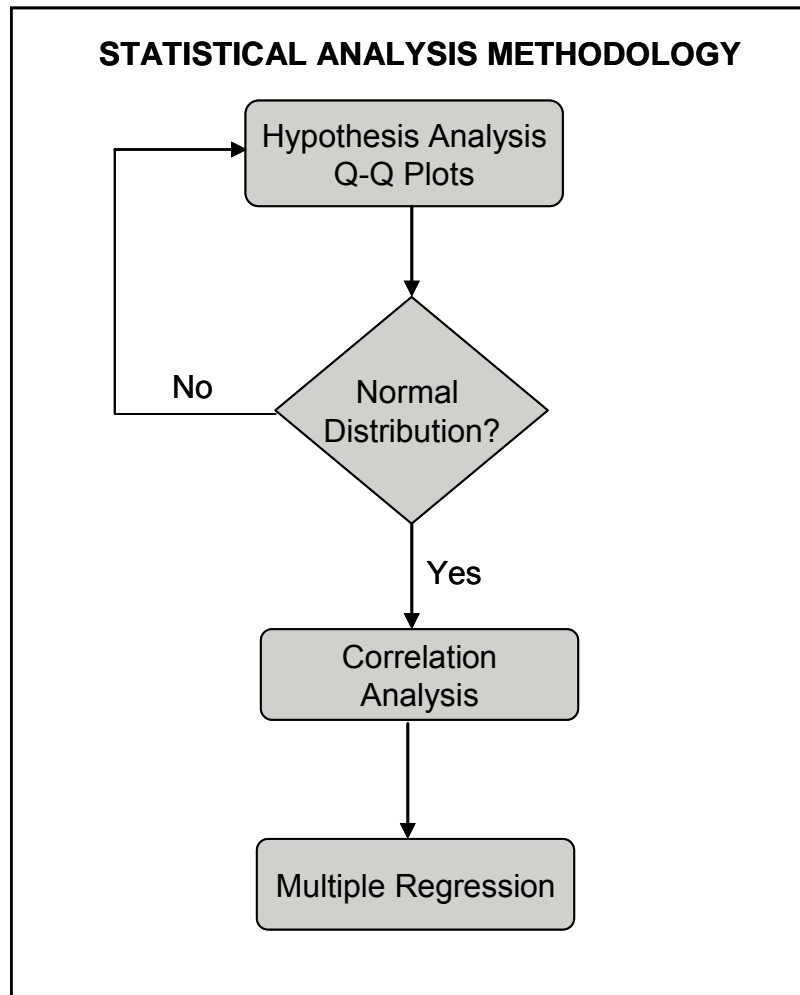 STATISTICAL ANALYSIS METHODOLOGY
Hypothesis Analysis
Q-Q Plots
Normal
Distribution?
No
Yes
Correlation
Analysis
Multiple Regression